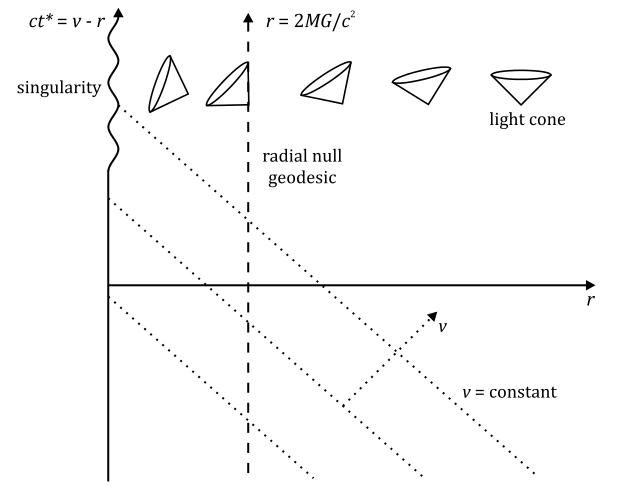 ct* = v - r
r = 2MG/c²
singularity
light cone
radial null
geodesic
r
v
v = constant